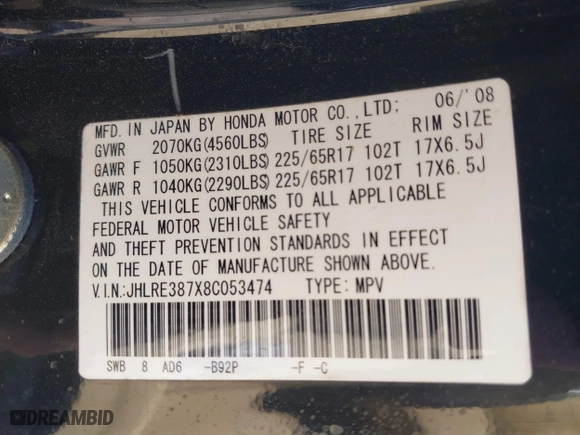 1
MFD. IN JAPAN BY HONDA MOTOR CO., LTD: 06/'08
GVWR 2070KG(4560LBS) TIRE SIZE RIM SIZE
GAWR F 1050KG(2310LBS) 225/65R17 102T 17X6.5J
GAWR R 1040KG(2290LBS) 225/65R17 102T 17X6.5J
THIS VEHICLE CONFORMS TO ALL APPLICABLE
FEDERAL MOTOR VEHICLE SAFETY
AND THEFT PREVENTION STANDARDS IN EFFECT
ON THE DATE OF MANUFACTURE SHOWN ABOVE.
V.I.N:JHLRE387X8C053474 TYPE: MPV
SWB 8 AD6 -B92P -F -C
DREAMBID